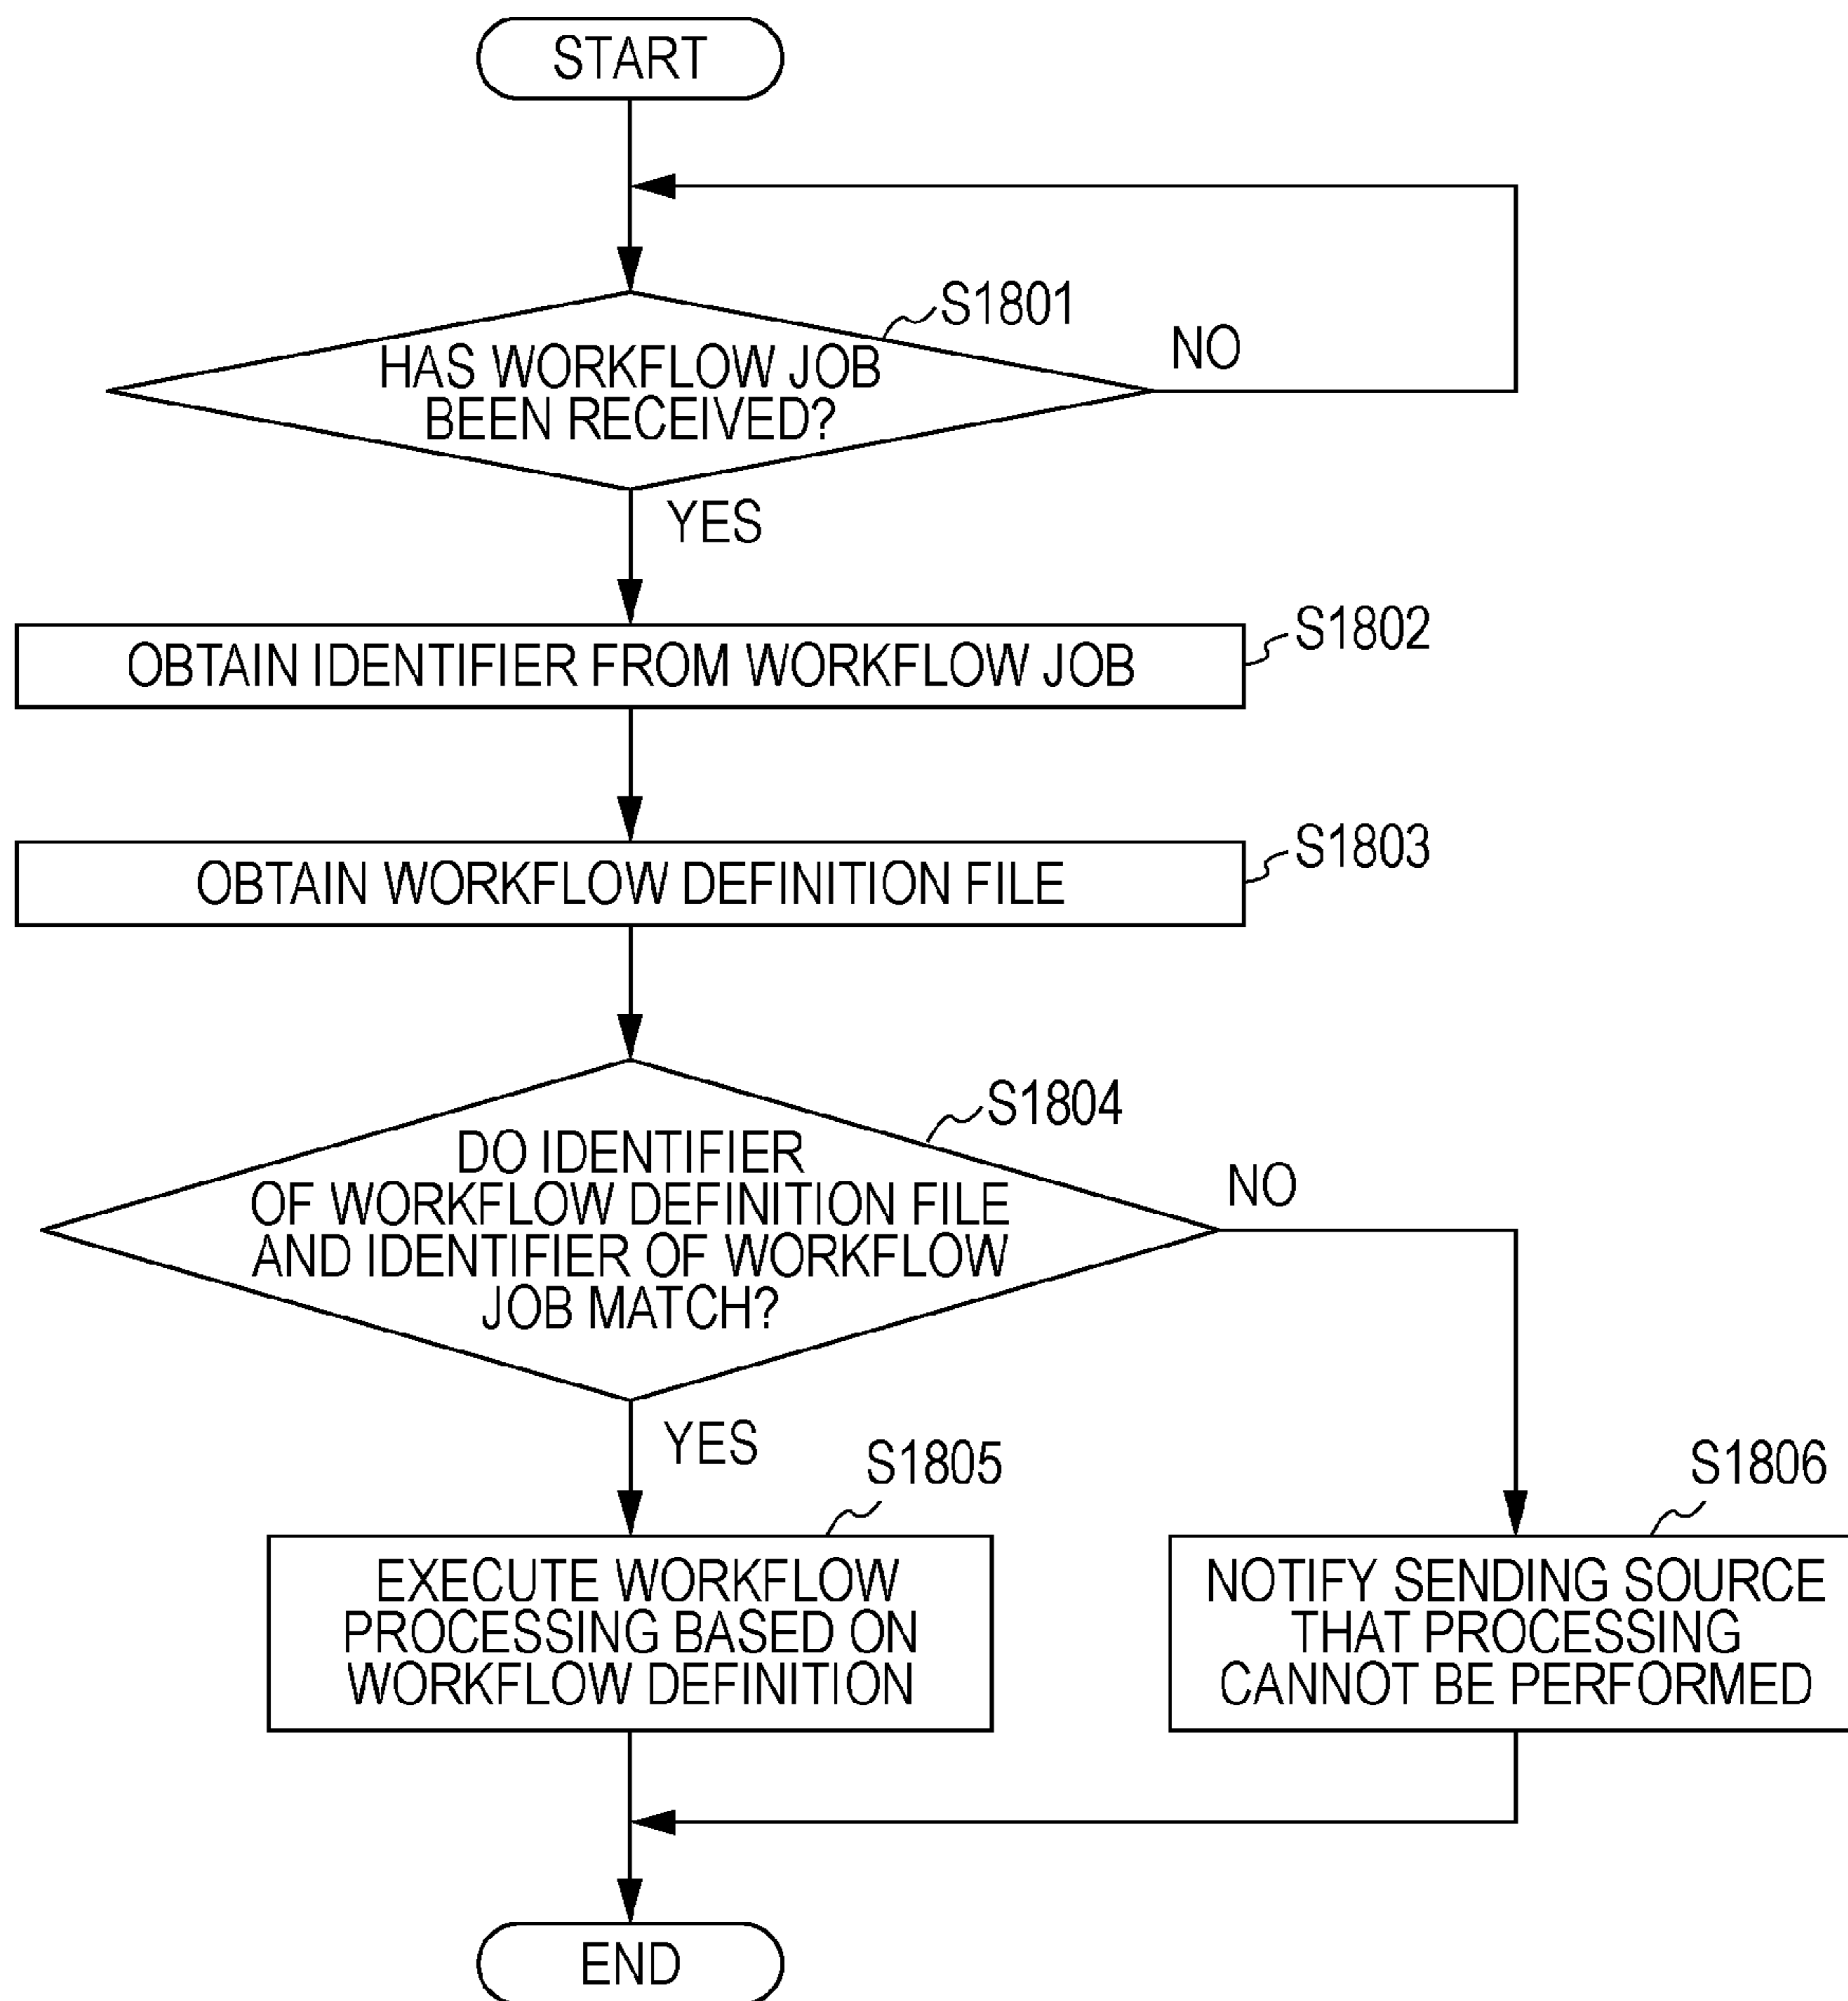 START
S1801
HAS WORKFLOW JOB
BEEN RECEIVED?
NO
YES
S1802
OBTAIN IDENTIFIER FROM WORKFLOW JOB
S1803
OBTAIN WORKFLOW DEFINITION FILE
S1804
DO IDENTIFIER
OF WORKFLOW DEFINITION FILE
AND IDENTIFIER OF WORKFLOW
JOB MATCH?
NO
YES
S1805
EXECUTE WORKFLOW
PROCESSING BASED ON
WORKFLOW DEFINITION
S1806
NOTIFY SENDING SOURCE
THAT PROCESSING
CANNOT BE PERFORMED
END